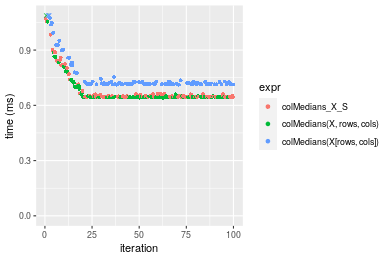 0.9
0.6
0.3
0.0
time (ms)
0 25 50 75 100
iteration
expr
colMedians_X_S
colMedians(X, rows, cols)
colMedians(X[rows, cols])